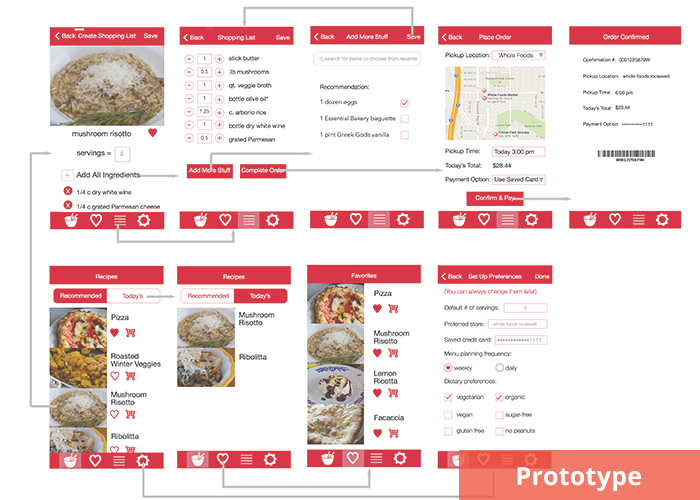 Back Create Shopping List Save
mushroom risotto
servings = 4
+ Add All Ingredients
x 1/4 c dry white wine
x 1/4 c grated Parmesan cheese
Back Shopping List Save
- 1 + stick butter
- 0.5 + .lb mushrooms
- 1 + qt. veggie broth
- 1 + bottle olive oil*
- 1.25 + c. arborio rice
- 1 + bottle dry white wine
- 0.5 + grated Parmesan
Add More Stuff Complete Order
Back Add More Stuff Save
search for items or choose from recents
Recommendation:
1 dozen eggs
1 Essential Bakery baguette
1 pint Greek Gods vanilla
Back Place Order
Pickup Location: Whole Foods
Whole Foods Market
Pickup Time: Today 3:00 pm
Today's Total: $28.44
Payment Option: Use Saved Card
Confirm & Pay
Order Confirmed
Confirmation #: 0001225879W
Pickup Location: whole foods roosevelt
Pickup Time: 6:00 pm
Today's Total: $28.44
Payment Option: ············1111
0001225879W
Recipes
Recommended Today's
Pizza
Roasted
Winter Veggies
Mushroom
Risotto
Ribolitta
Recipes
Recommended Today's
Mushroom
Risotto
Ribolitta
Favorites
Pizza
Mushroom
Risotto
Lemon
Ricotta
Facaccia
Back Set Up Preferences Done
(You can always change them later)
Default # of servings: 4
Preferred store: whole foods roosevelt
Saved credit card: ············1111
Menu planning frequency:
weekly daily
Dietary preferences:
vegetarian organic
vegan sugar-free
gluten free no peanuts
Prototype